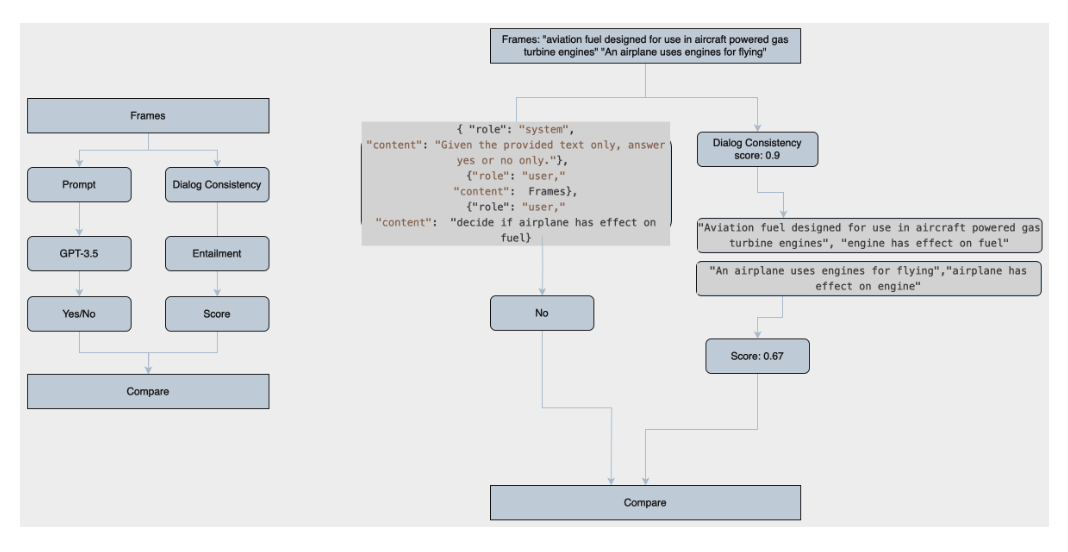 Frames
Prompt
Dialog Consistency
GPT-3.5
Entailment
Yes/No
Score
Compare
Frames: "aviation fuel designed for use in aircraft powered gas
turbine engines" "An airplane uses engines for flying"
{ "role": "system",
"content": "Given the provided text only, answer
yes or no only."},
{"role": "user,"
"content":  Frames},
{"role": "user,"
"content":  "decide if airplane has effect on
fuel}
No
Dialog Consistency
score: 0.9
"Aviation fuel designed for use in aircraft powered gas
turbine engines", "engine has effect on fuel"
"An airplane uses engines for flying","airplane has
effect on engine"
Score: 0.67
Compare